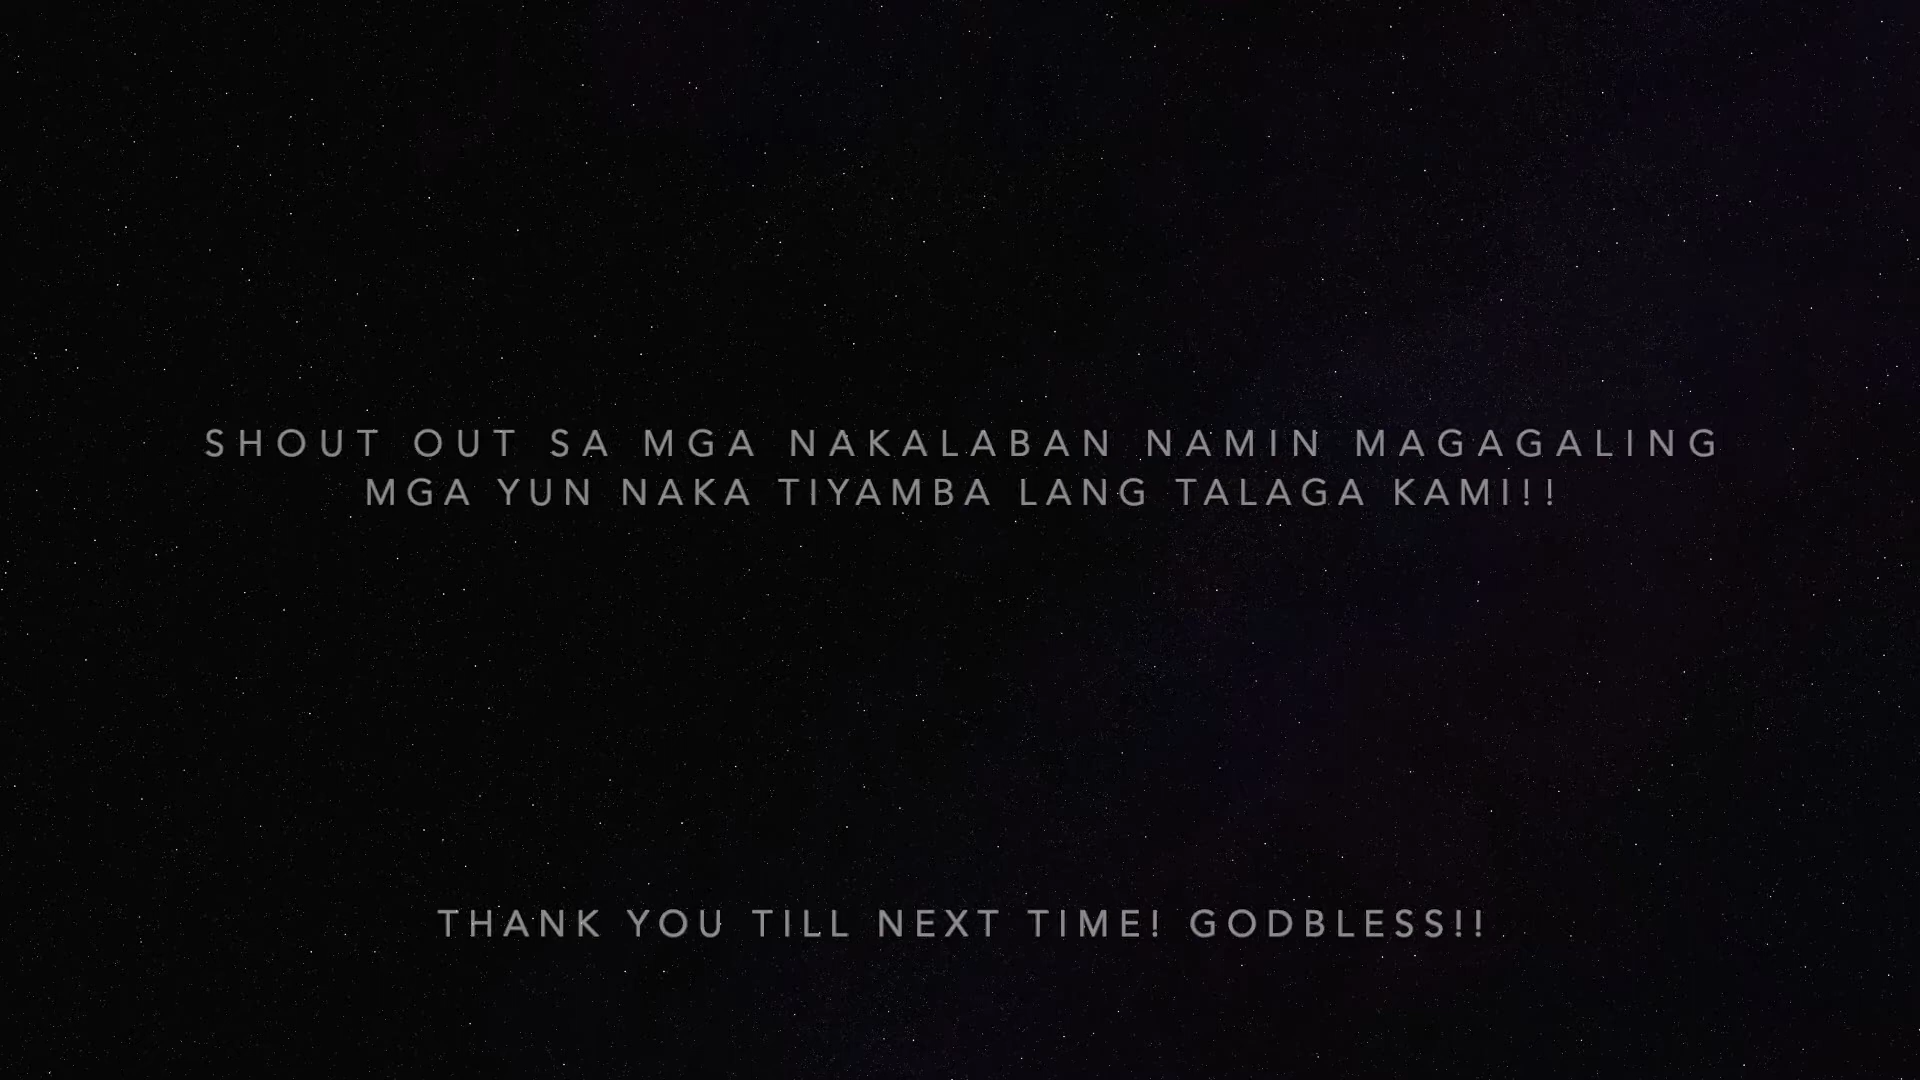 SHOUT OUT SA MGA NAKALABAN NAMIN MAGAGALING
MGA YUN NAKA TIYAMBA LANG TALAGA KAMI!!
THANK YOU TILL NEXT TIME! GODBLESS!!